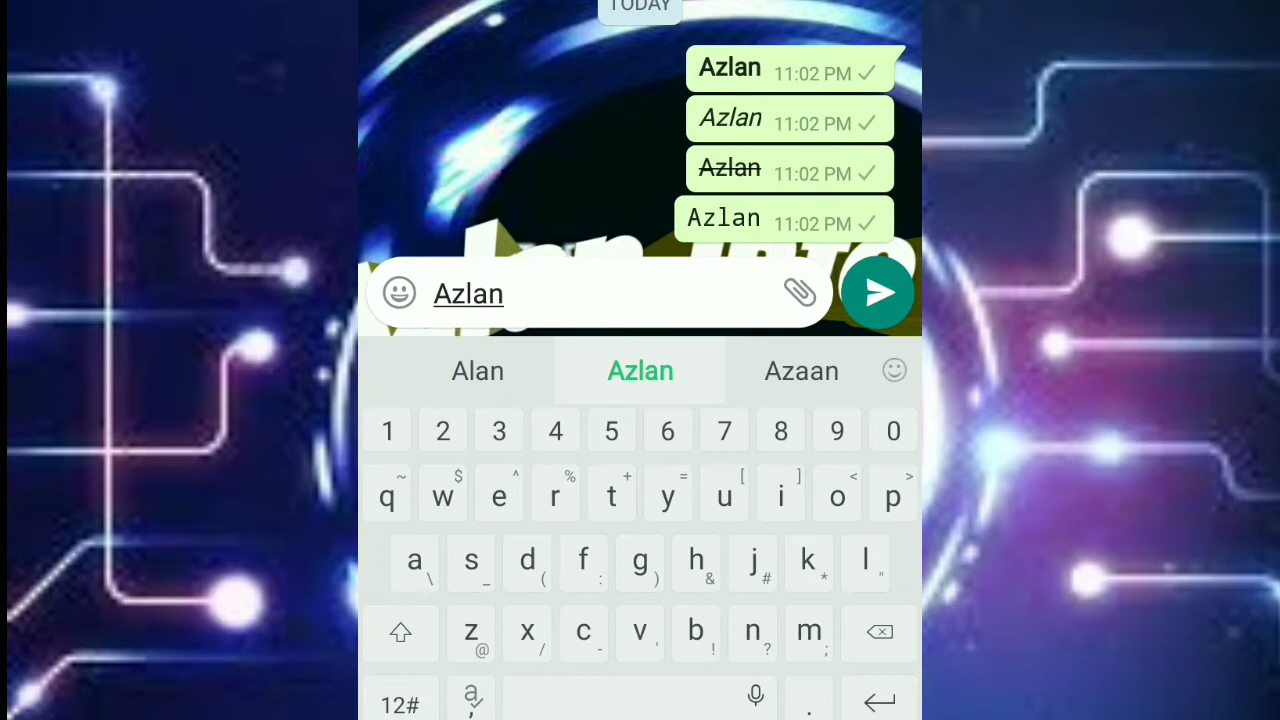 TODAY
Azlan 11:02 PM
Azlan 11:02 PM
Azlan 11:02 PM
Azlan 11:02 PM
Azlan
Alan Azlan Azaan
1 2 3 4 5 6 7 8 9 0
~ $ ^ % + = [ ] < >
q w e r t y u i o p
a s d f g h j k l
\ _ ( : ) & # * "
z x c v b n m
@ / - ' ! ? ;
12# , .